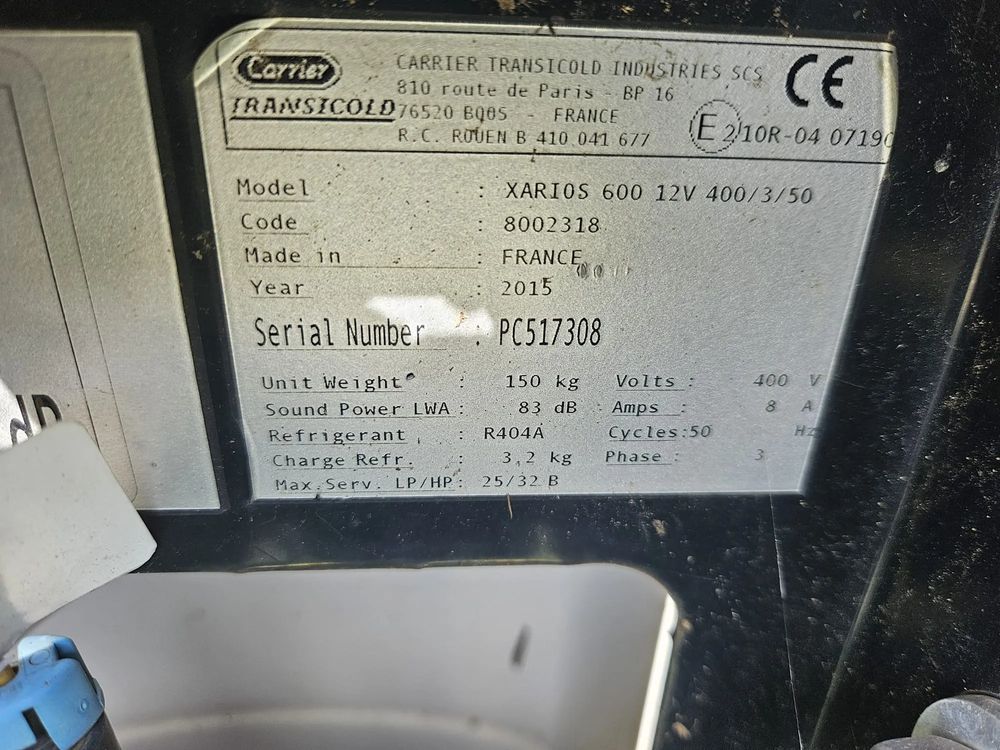 Carrier
TRANSICOLD
CARRIER TRANSICOLD INDUSTRIES SCS
810 route de Paris - BP 16
76520 BOOS - FRANCE
R.C. ROUEN B 410 041 677
CE
E 2 10R-04 0719
Model : XARIOS 600 12V 400/3/50
Code : 8002318
Made in : FRANCE
Year : 2015
Serial Number : PC517308
Unit Weight : 150 kg Volts : 400 V
Sound Power LWA : 83 dB Amps : 8 A
Refrigerant : R404A Cycles:50 Hz
Charge Refr. : 3,2 kg Phase : 3
Max.Serv. LP/HP: 25/32 B